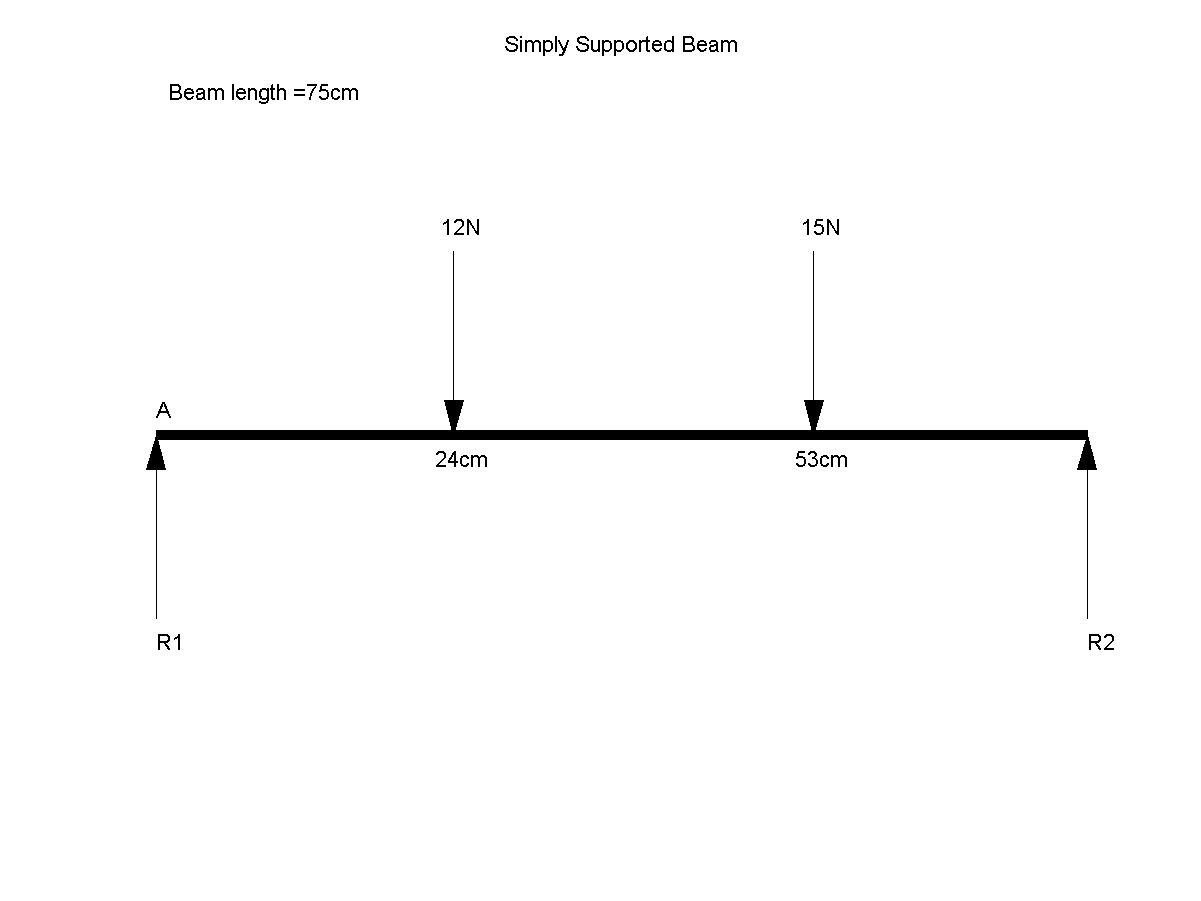 Simply Supported Beam
Beam length =75cm
12N
15N
A
24cm
53cm
R1
R2